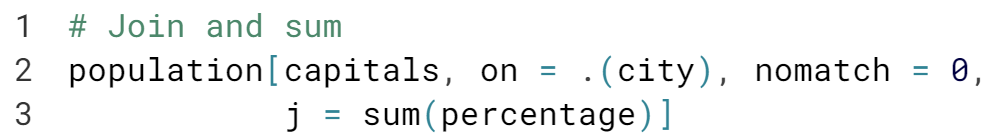 1 # Join and sum
2 population[capitals, on = .(city), nomatch = 0,
3 j = sum(percentage)]